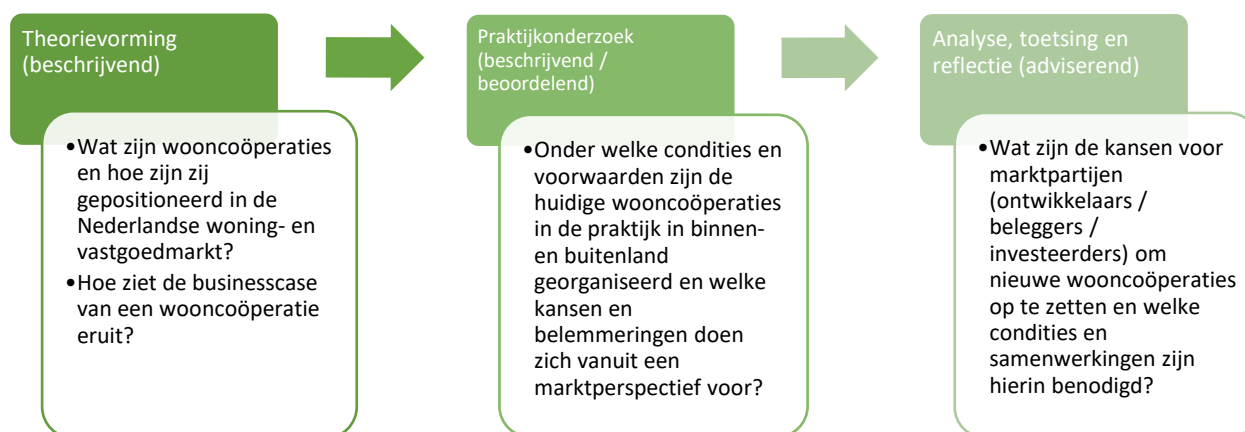 Theorievorming
(beschrijvend)
•Wat zijn wooncoöperaties
en hoe zijn zij
gepositioneerd in de
Nederlandse woning- en
vastgoedmarkt?
•Hoe ziet de businesscase
van een wooncoöperatie
eruit?
Praktijkonderzoek
(beschrijvend /
beoordelend)
•Onder welke condities en
voorwaarden zijn de
huidige wooncoöperaties
in de praktijk in binnen-
en buitenland
georganiseerd en welke
kansen en
belemmeringen doen
zich vanuit een
marktperspectief voor?
Analyse, toetsing en
reflectie (adviserend)
•Wat zijn de kansen voor
marktpartijen
(ontwikkelaars /
beleggers /
investeerders) om
nieuwe wooncoöperaties
op te zetten en welke
condities en
samenwerkingen zijn
hierin benodigd?